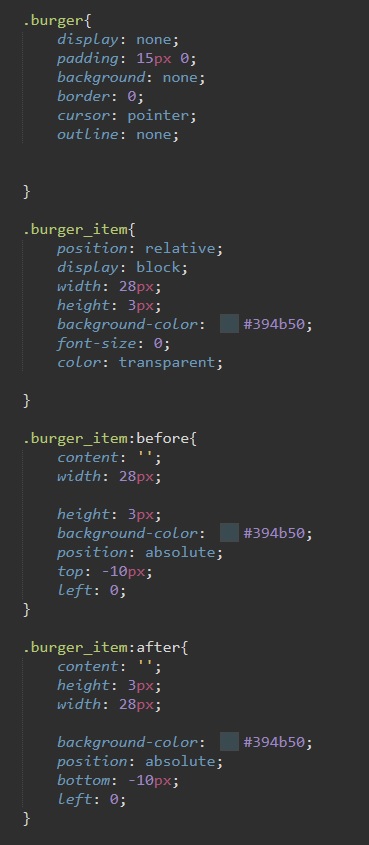 .burger{
display: none;
padding: 15px 0;
background: none;
border: 0;
cursor: pointer;
outline: none;
}
.burger_item{
position: relative;
display: block;
width: 28px;
height: 3px;
background-color: #394b50;
font-size: 0;
color: transparent;
}
.burger_item:before{
content: '';
width: 28px;
height: 3px;
background-color: #394b50;
position: absolute;
top: -10px;
left: 0;
}
.burger_item:after{
content: '';
height: 3px;
width: 28px;
background-color: #394b50;
position: absolute;
bottom: -10px;
left: 0;
}